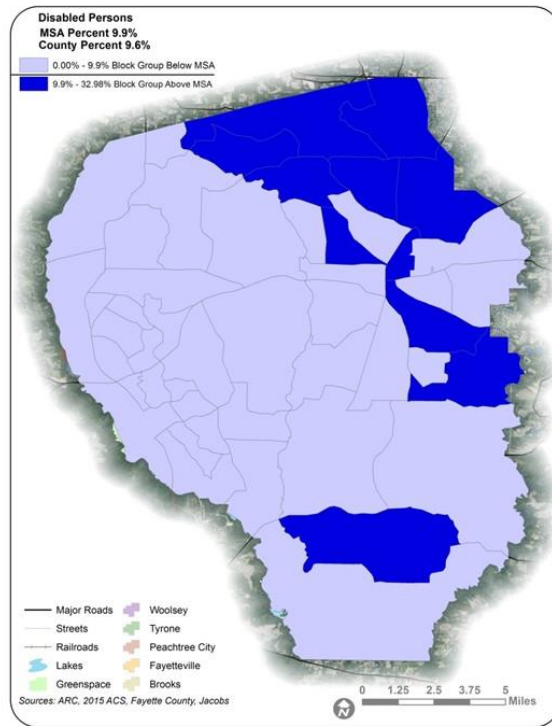 Disabled Persons
MSA Percent 9.9%
County Percent 9.6%
0.00% - 9.9% Block Group Below MSA
9.9% - 32.98% Block Group Above MSA
Major Roads
Streets
Railroads
Lakes
Greenspace
Woolsey
Tyrone
Peachtree City
Fayetteville
Brooks
Sources: ARC, 2015 ACS, Fayette County, Jacobs
N
0 1.25 2.5 3.75 5
Miles